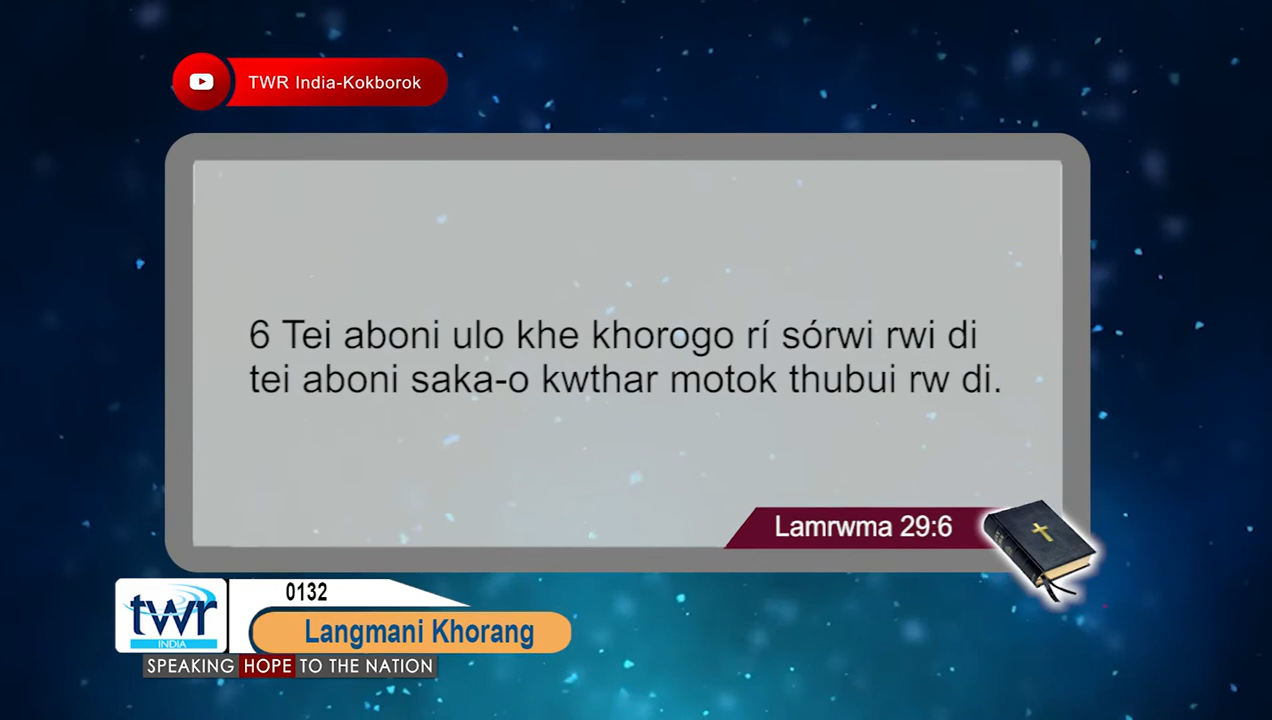 TWR India-Kokborok
6 Tei aboni ulo khe khorogo rí sórwi rwi di
tei aboni saka-o kwthar motok thubui rw di.
Lamrwma 29:6
0132
twr
INDIA
Langmani Khorang
SPEAKING HOPE TO THE NATION